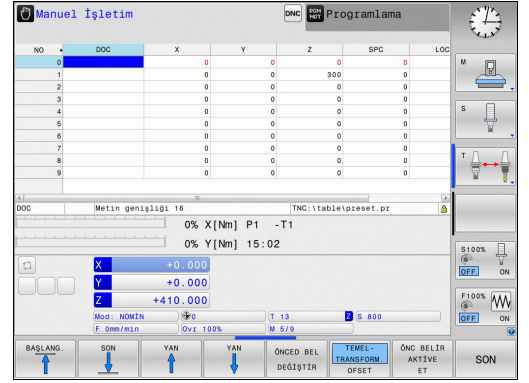 Manuel İşletim DNC PGM MGT Programlama
NO DOC X Y Z SPC LOC
0 0 0 0 0
1 0 0 300 0
2 0 0 0 0
3 0 0 0 0
4 0 0 0 0
5 0 0 0 0
6 0 0 0 0
7 0 0 0 0
8 0 0 0 0
9 0 0 0 0
DOC Metin genişliği 16 TNC:\table\preset.pr
0% X[Nm] P1 -T1
0% Y[Nm] 15:02
X +0.000
Y +0.000
Z +410.000
Mod: NOMİN 0 T 13 Z S 800
F 0mm/min Ovr 100% M 5/9
M
S
T
S100%
OFF ON
F100%
OFF ON
BAŞLANG.
SON
YAN
YAN
ÖNCED BEL
DEĞİŞTİR
TEMEL-
TRANSFORM.
OFSET
ÖNC BELİR
AKTİVE
ET
SON